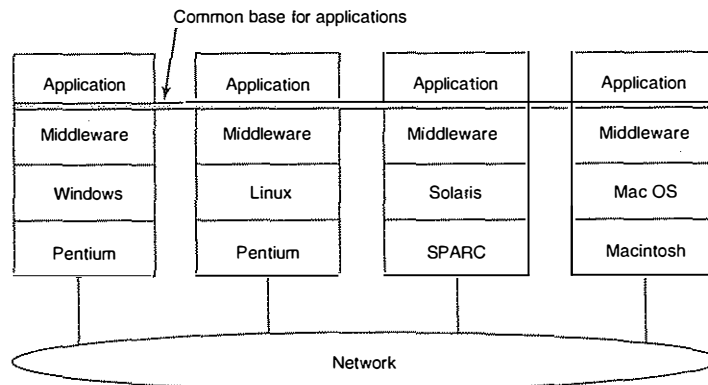 Common base for applications
Application Application Application Application
Middleware Middleware Middleware Middleware
Windows Linux Solaris Mac OS
Pentium Pentium SPARC Macintosh
Network